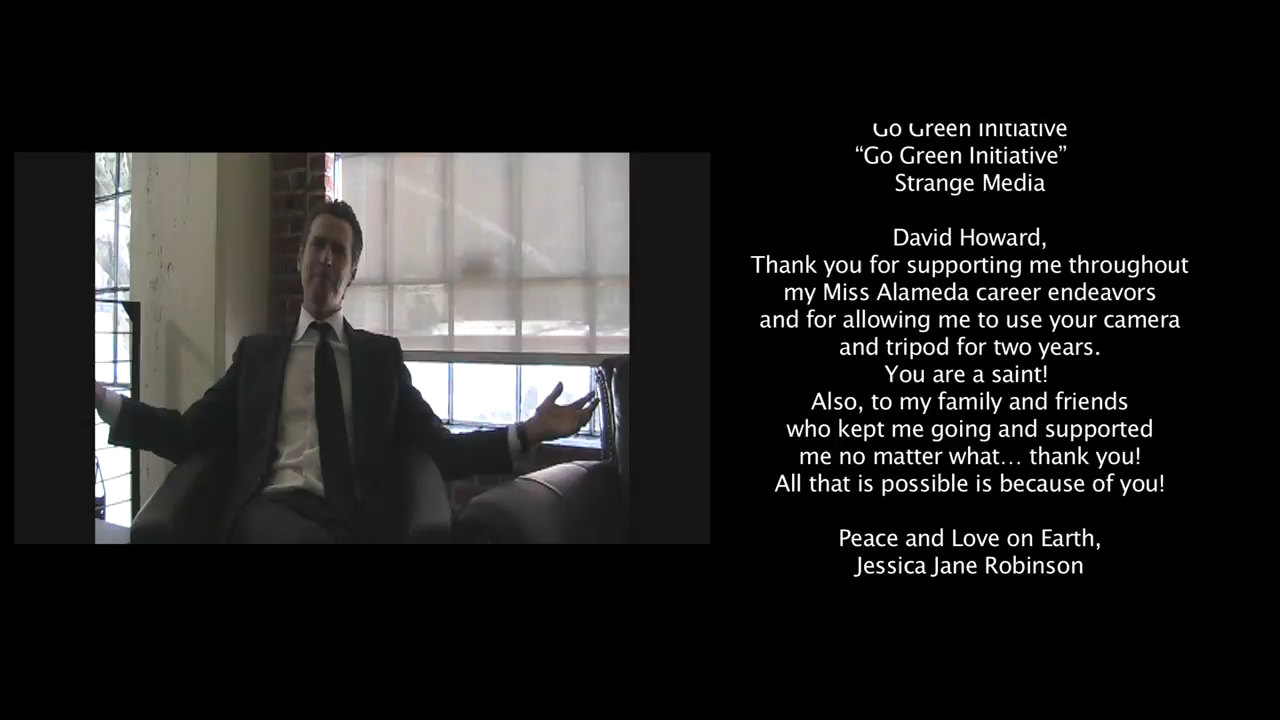 Go Green Initiative
“Go Green Initiative”
Strange Media
David Howard,
Thank you for supporting me throughout
my Miss Alameda career endeavors
and for allowing me to use your camera
and tripod for two years.
You are a saint!
Also, to my family and friends
who kept me going and supported
me no matter what… thank you!
All that is possible is because of you!
Peace and Love on Earth,
Jessica Jane Robinson